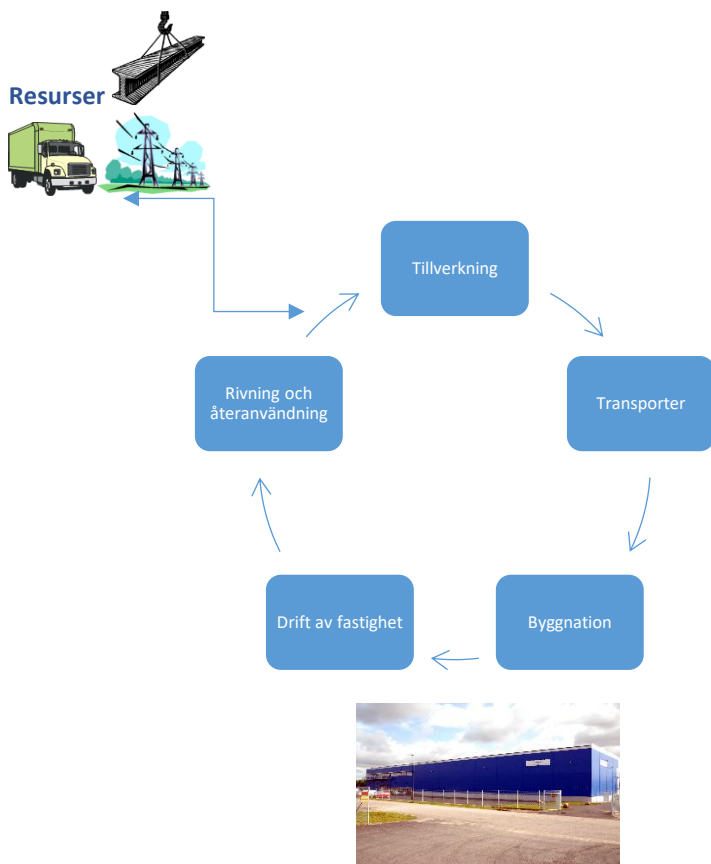 Resurser
Tillverkning
Transporter
Byggnation
Drift av fastighet
Rivning och
återanvändning